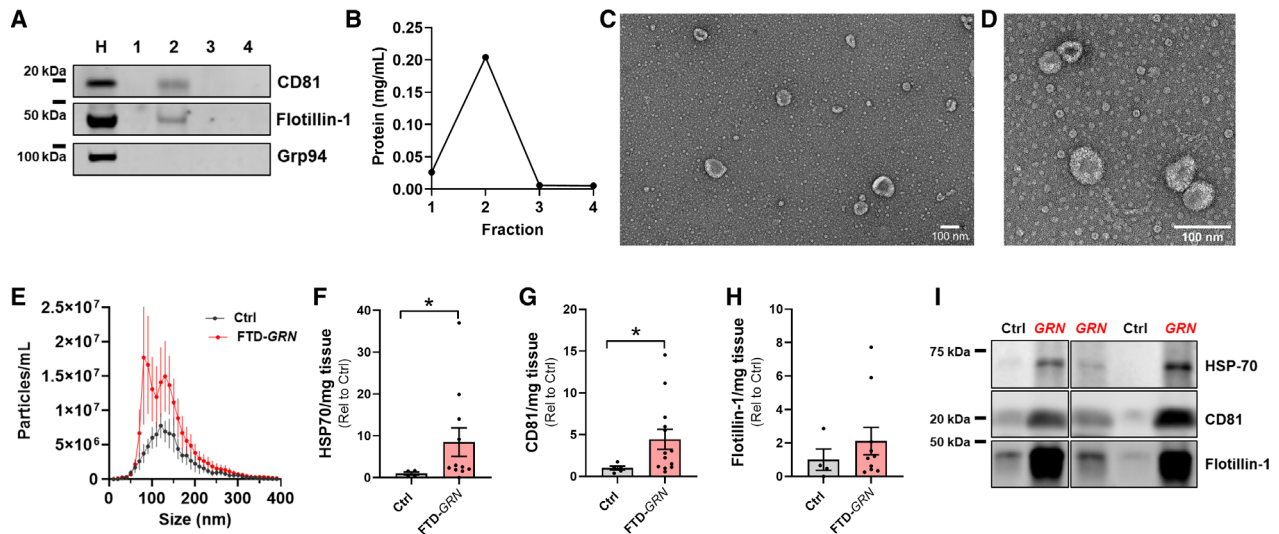 A
H 1 2 3 4
20 kDa
CD81
50 kDa
Flotillin-1
100 kDa
Grp94
B
Protein (mg/mL)
0.25
0.20
0.15
0.10
0.05
0.00
1 2 3 4
Fraction
C
100 nm
D
100 nm
E
Particles/mL
2.5×10⁷
2×10⁷
1×10⁷
5×10⁶
0
0 100 200 300 400
Size (nm)
Ctrl
FTD-GRN
F
HSP70/mg tissue
(Rel to Ctrl)
40
30
20
10
0
*
Ctrl
FTD-GRN
G
CD81/mg tissue
(Rel to Ctrl)
20
15
10
5
0
*
Ctrl
FTD-GRN
H
Flotillin-1/mg tissue
(Rel to Ctrl)
10
8
6
4
2
0
Ctrl
FTD-GRN
I
Ctrl GRN GRN Ctrl GRN
75 kDa
HSP-70
20 kDa
CD81
50 kDa
Flotillin-1